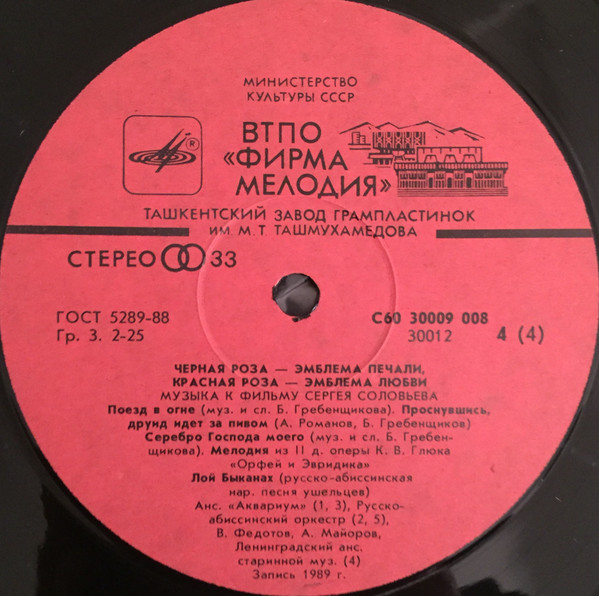 МИНИСТЕРСТВО
КУЛЬТУРЫ СССР
®
ВТПО
«ФИРМА
МЕЛОДИЯ»
ТАШКЕНТСКИЙ ЗАВОД ГРАМПЛАСТИНОК
ИМ. М. Т. ТАШМУХАМЕДОВА
СТЕРЕО 33
ГОСТ 5289-88
Гр. 3. 2-25
С60 30009 008
30012 4 (4)
ЧЕРНАЯ РОЗА — ЭМБЛЕМА ПЕЧАЛИ,
КРАСНАЯ РОЗА — ЭМБЛЕМА ЛЮБВИ
МУЗЫКА К ФИЛЬМУ СЕРГЕЯ СОЛОВЬЕВА
Поезд в огне (муз. и сл. Б. Гребенщикова). Проснувшись,
друид идет за пивом (А. Романов, Б. Гребенщиков)
Серебро Господа моего (муз. и сл. Б. Гребен-
щикова). Мелодия из II д. оперы К. В. Глюка
«Орфей и Эвридика»
Лой Быканах (русско-абиссинская
нар. песня ушельцев)
Анс. «Аквариум» (1, 3), Русско-
абиссинский оркестр (2, 5),
В. Федотов, А. Майоров,
Ленинградский анс.
старинной муз. (4)
Запись 1989 г.